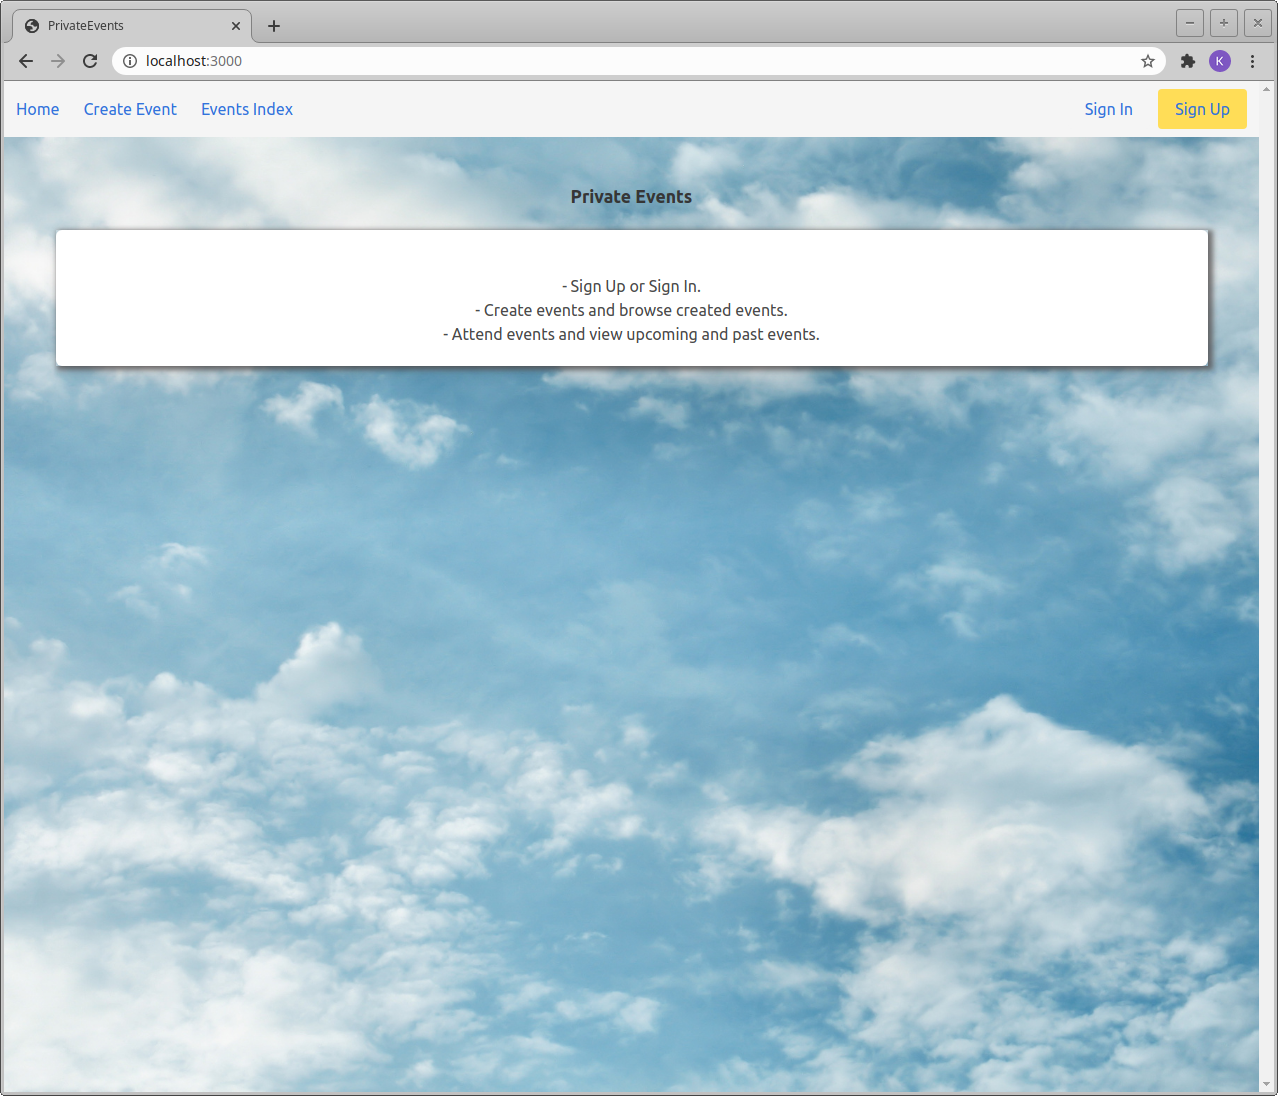 PrivateEvents
localhost:3000
K
Home Create Event Events Index Sign In Sign Up
Private Events
- Sign Up or Sign In.
- Create events and browse created events.
- Attend events and view upcoming and past events.